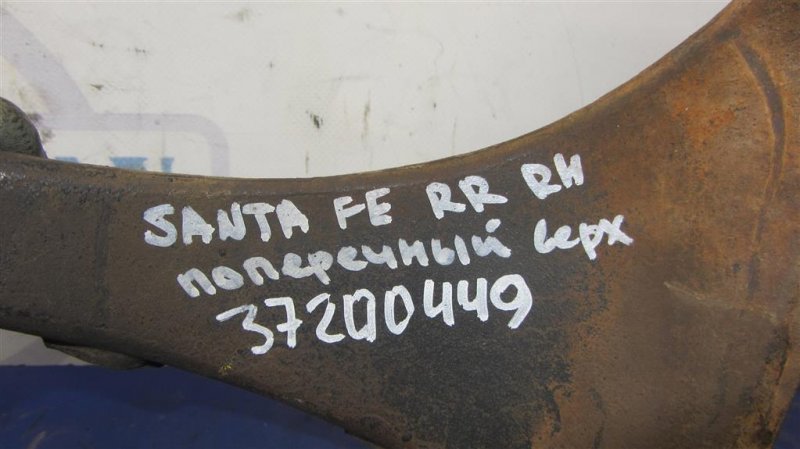 SANTA FE RR RH
поперечный верх
37200449